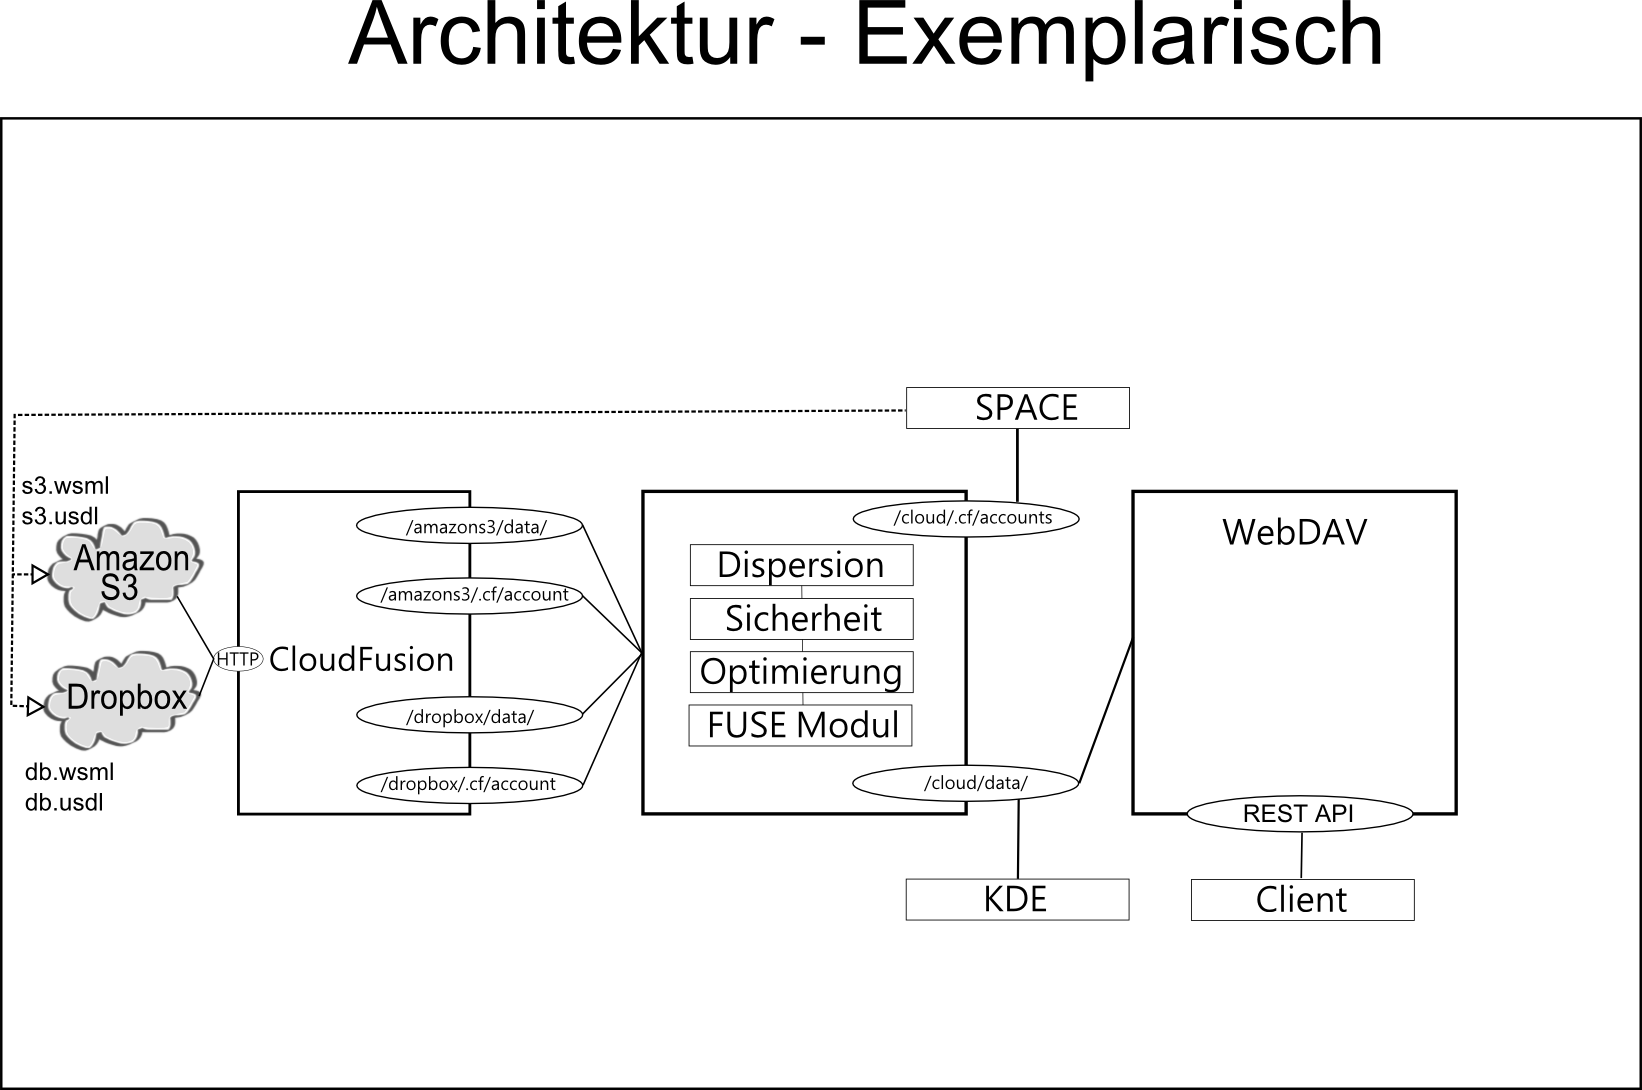 Architektur - Exemplarisch
SPACE
s3.wsml
s3.usdl
Amazon
S3
Dropbox
db.wsml
db.usdl
HTTP
CloudFusion
/amazons3/data/
/amazons3/.cf/account
/dropbox/data/
/dropbox/.cf/account
/cloud/.cf/accounts
Dispersion
Sicherheit
Optimierung
FUSE Modul
/cloud/data/
KDE
WebDAV
REST API
Client